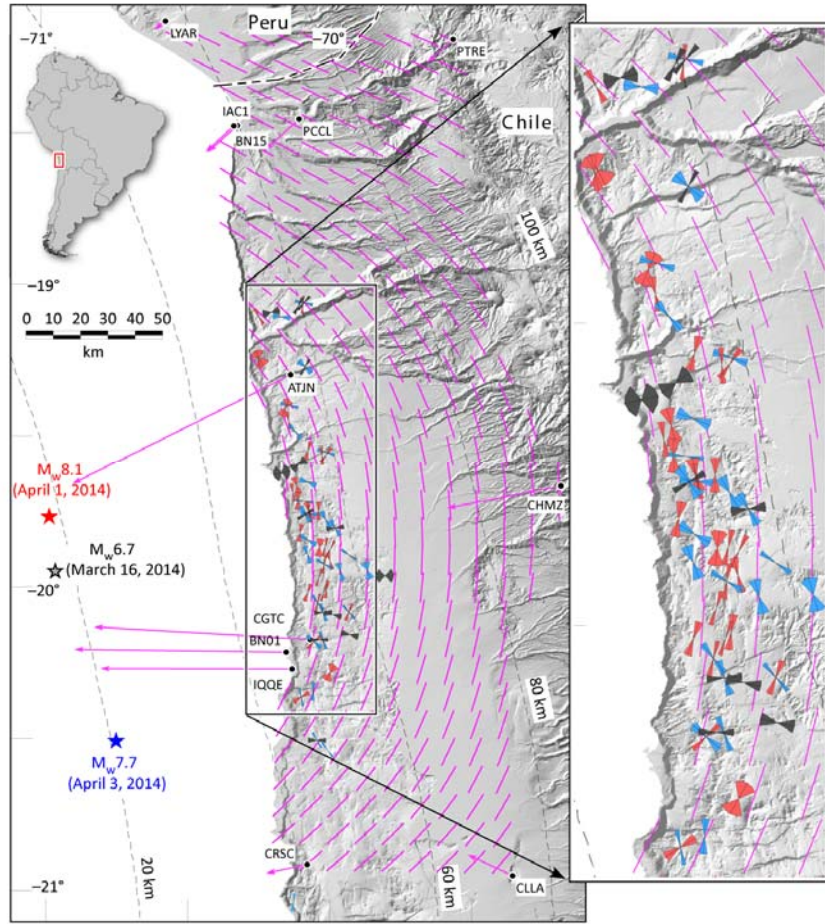 −71°
Peru
−70°
LYAR
PTRE
IAC1
BN15
PCCL
Chile
100 km
−19°
0 10 20 30 40 50
km
ATJN
Mw8.1
(April 1, 2014)
CHMZ
Mw6.7
(March 16, 2014)
−20°
CGTC
BN01
IQQE
80 km
Mw7.7
(April 3, 2014)
20 km
CRSC
60 km
CLLA
−21°